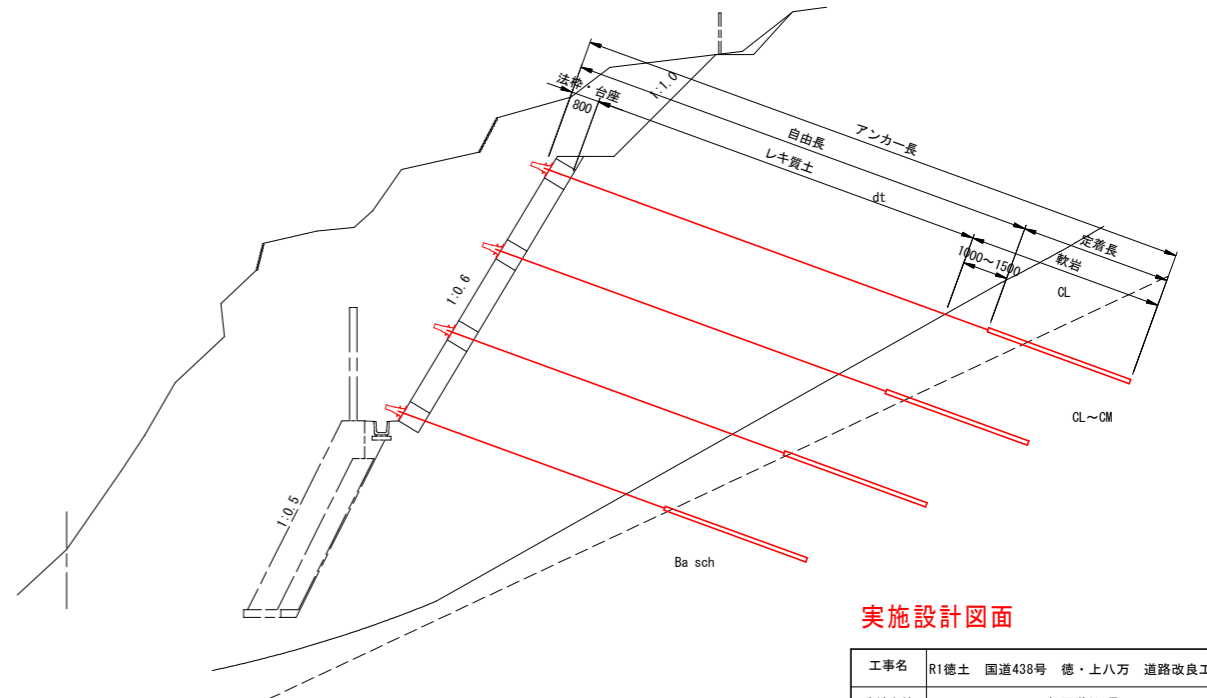 法枠・台座
800
1:1.0
アンカー長
自由長
レキ質土
dt
定着長
1000~1500
軟岩
CL
1:0.6
CL~CM
1:0.5
Ba sch
実施設計図面
工事名
R1徳土 国道438号 徳・上八万 道路改良工